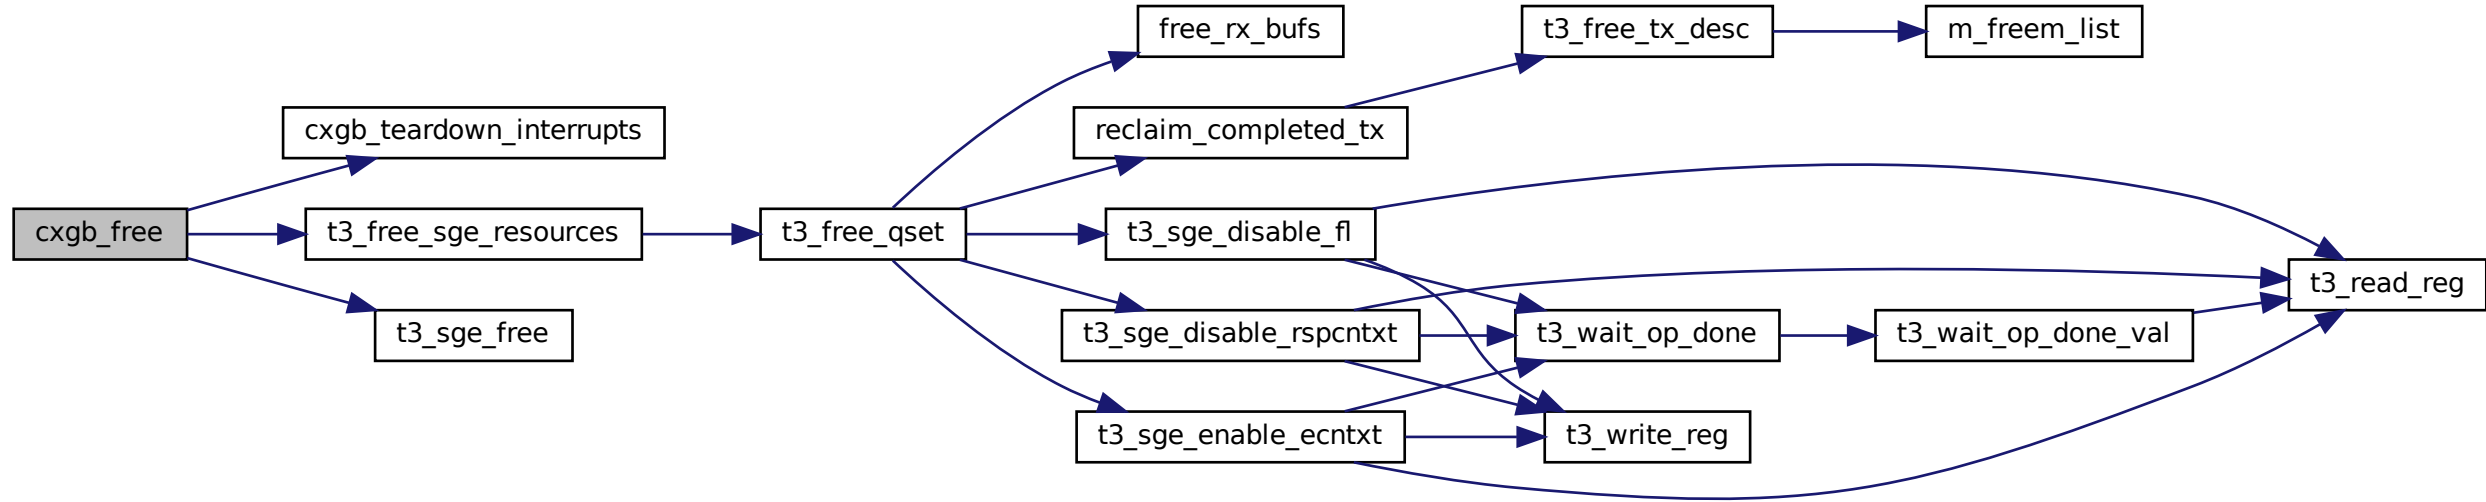 cxgb_free
cxgb_teardown_interrupts
t3_free_sge_resources
t3_sge_free
t3_free_qset
free_rx_bufs
reclaim_completed_tx
t3_sge_disable_fl
t3_sge_disable_rspcntxt
t3_sge_enable_ecntxt
t3_free_tx_desc
t3_wait_op_done
t3_write_reg
m_freem_list
t3_wait_op_done_val
t3_read_reg